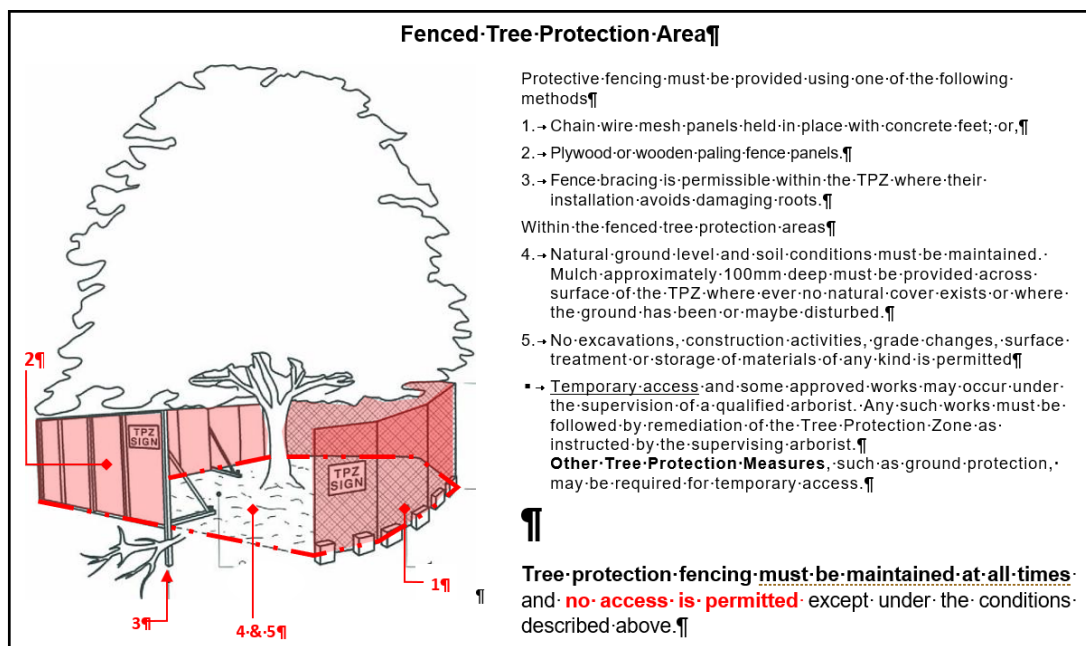 Fenced·Tree·Protection·Area¶
Protective·fencing·must·be·provided·using·one·of·the·following·
methods¶
1.→Chain·wire·mesh·panels·held·in·place·with·concrete·feet;·or,¶
2.→Plywood·or·wooden·paling·fence·panels.¶
3.→Fence·bracing·is·permissible·within·the·TPZ·where·their·
installation·avoids·damaging·roots.¶
Within·the·fenced·tree·protection·areas¶
4.→Natural·ground·level·and·soil·conditions·must·be·maintained.·
Mulch·approximately·100mm·deep·must·be·provided·across·
surface·of·the·TPZ·where·ever·no·natural·cover·exists·or·where·
the·ground·has·been·or·maybe·disturbed.¶
5.→No·excavations,·construction·activities,·grade·changes,·surface·
treatment·or·storage·of·materials·of·any·kind·is·permitted¶
▪→Temporary·access·and·some·approved·works·may·occur·under·
the·supervision·of·a·qualified·arborist.·Any·such·works·must·be·
followed·by·remediation·of·the·Tree·Protection·Zone·as·
instructed·by·the·supervising·arborist.¶
Other·Tree·Protection·Measures,·such·as·ground·protection,·
may·be·required·for·temporary·access.¶
¶
Tree·protection·fencing·must·be·maintained·at·all·times·
and·no·access·is·permitted·except·under·the·conditions·
described·above.¶
2¶
TPZ
SIGN
TPZ
SIGN
1¶
¶
3¶
4·&·5¶